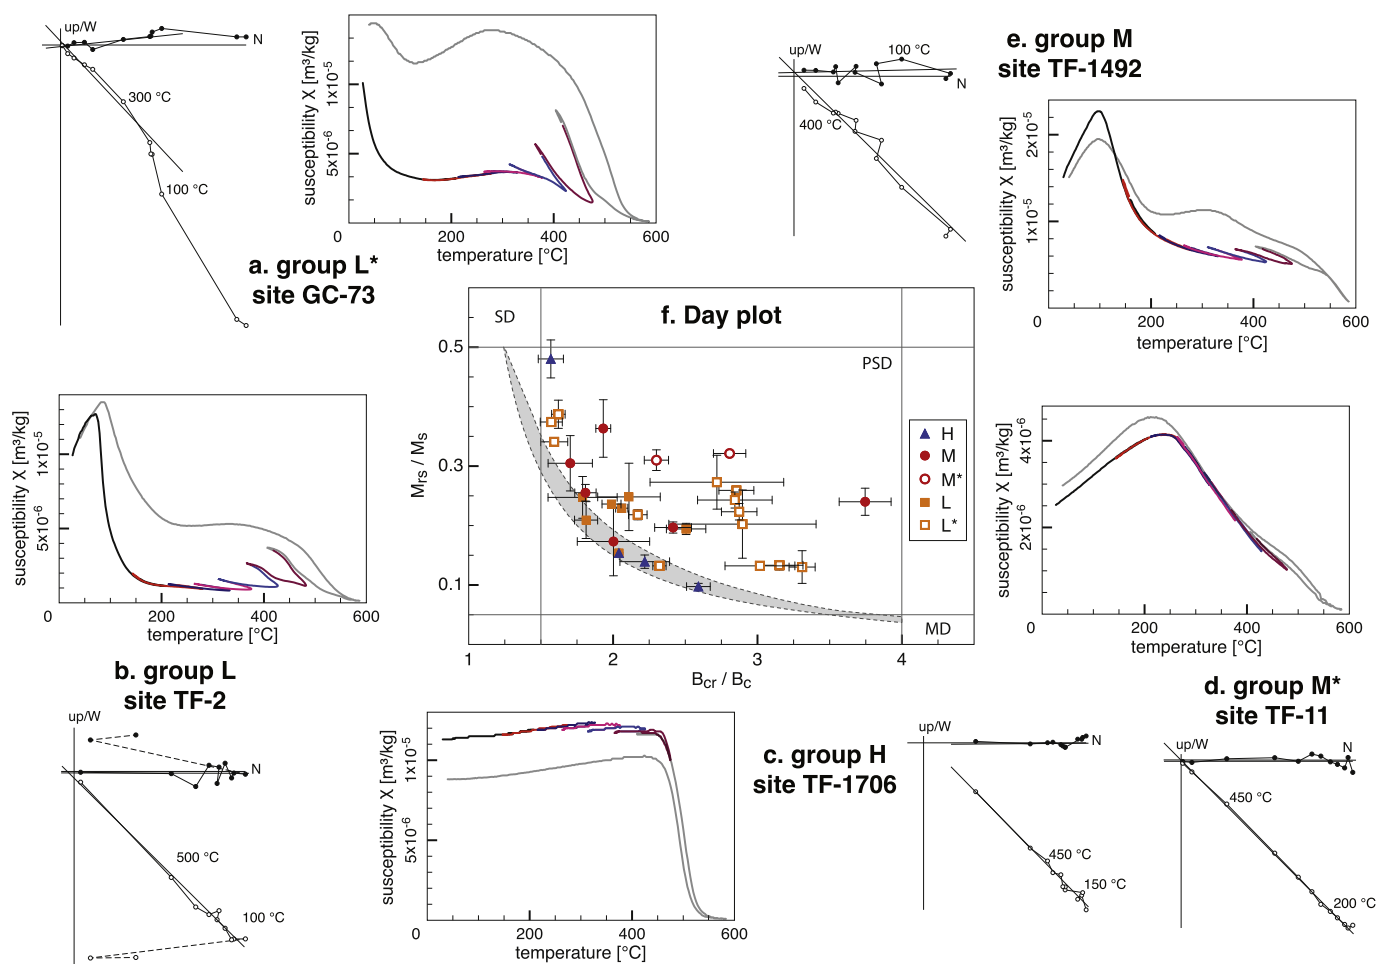 up/W
N
300 °C
100 °C
susceptibility X [m³/kg]
1x10⁻⁵
5x10⁻⁶
0
200
400
600
temperature [°C]
a. group L*
site GC-73
up/W
100 °C
N
400 °C
e. group M
site TF-1492
susceptibility X [m³/kg]
2x10⁻⁵
1x10⁻⁵
0
200
400
600
temperature [°C]
f. Day plot
SD
PSD
MD
Mrs / Ms
0.5
0.3
0.1
1
2
3
4
Bcr / Bc
H
M
M*
L
L*
susceptibility X [m³/kg]
1x10⁻⁵
5x10⁻⁶
0
200
400
600
temperature [°C]
b. group L
site TF-2
up/W
N
500 °C
100 °C
susceptibility X [m³/kg]
4x10⁻⁶
2x10⁻⁶
0
200
400
600
temperature [°C]
d. group M*
site TF-11
up/W
N
450 °C
200 °C
susceptibility X [m³/kg]
1x10⁻⁵
5x10⁻⁶
0
200
400
600
temperature [°C]
c. group H
site TF-1706
up/W
N
450 °C
150 °C